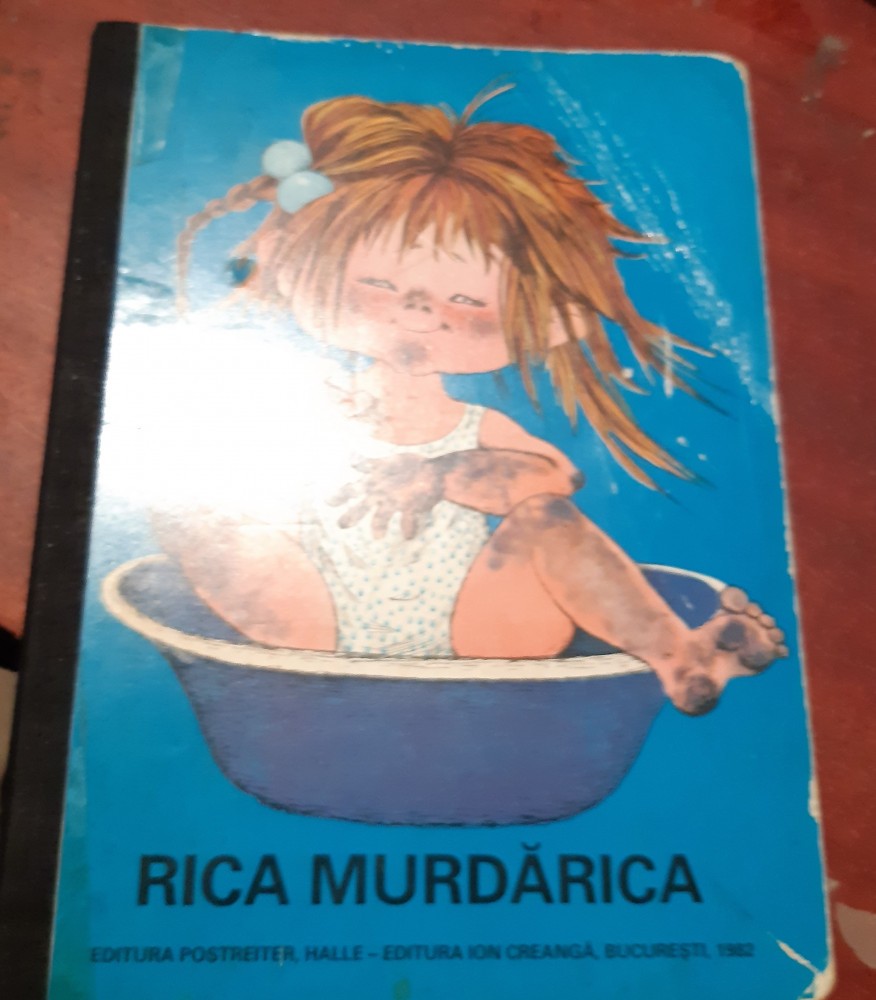 RICA MURDĂRICA
EDITURA POSTREITER, HALLE – EDITURA ION CREANGĂ, BUCUREȘTI, 1982